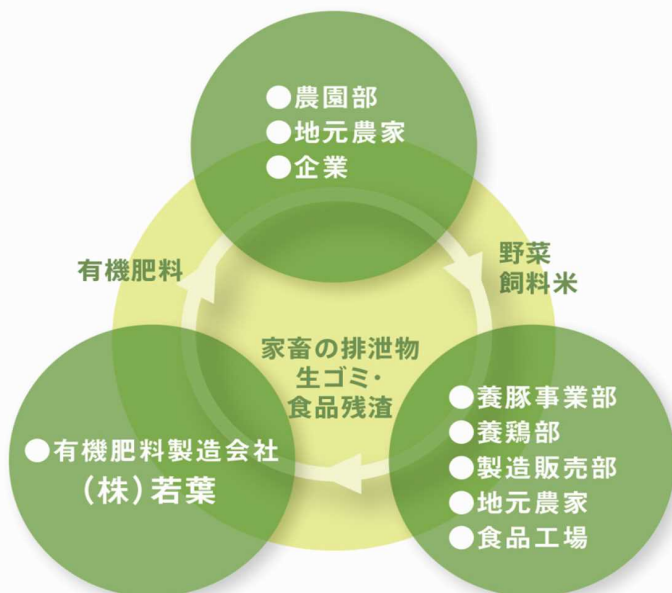 ●農園部
●地元農家
●企業
有機肥料
野菜
飼料米
家畜の排泄物
生ゴミ・
食品残渣
●有機肥料製造会社
(株)若葉
●養豚事業部
●養鶏部
●製造販売部
●地元農家
●食品工場